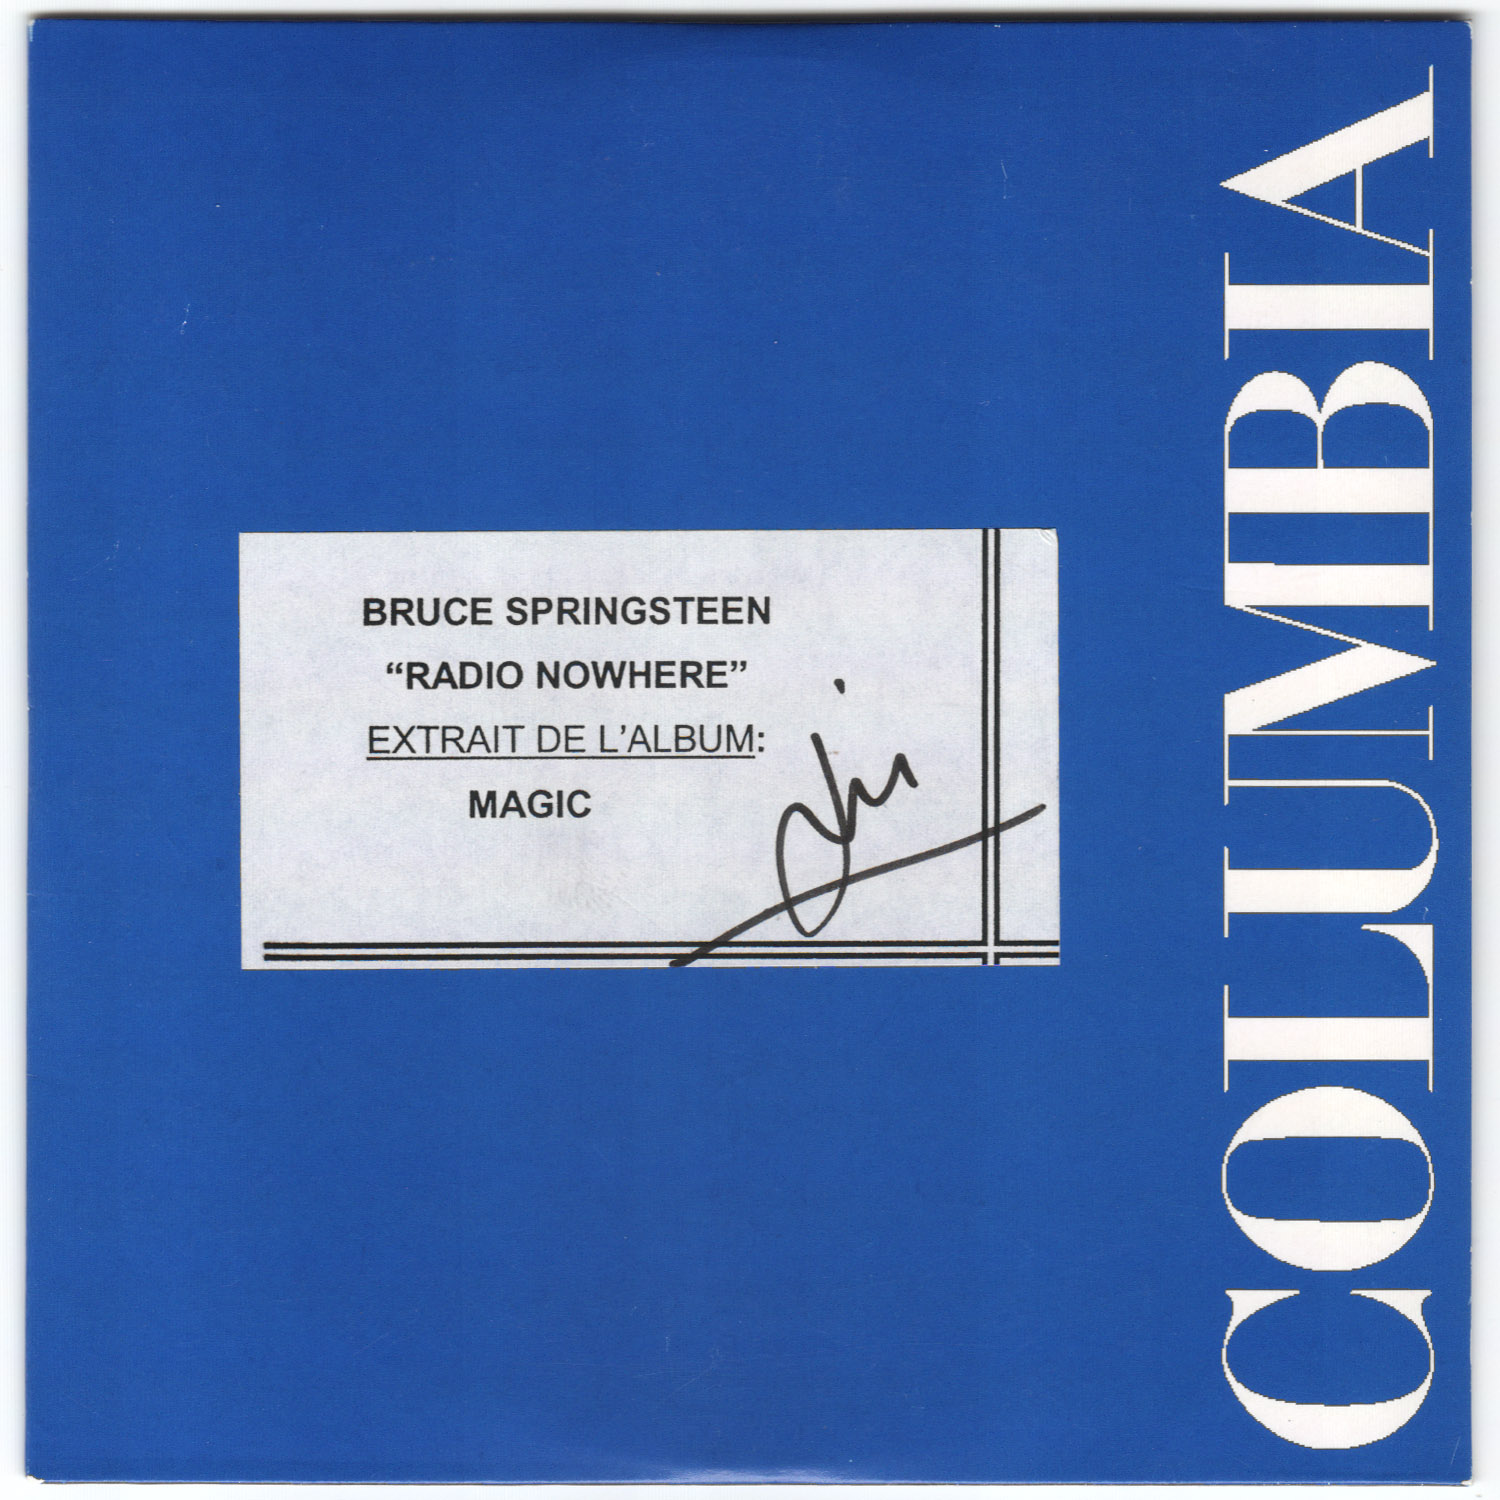 BRUCE SPRINGSTEEN
“RADIO NOWHERE”
EXTRAIT DE L’ALBUM:
MAGIC
COLUMBIA